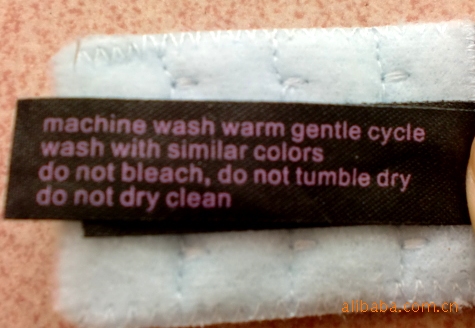 machine wash warm gentle cycle
wash with similar colors
do not bleach, do not tumble dry
do not dry clean
alibaba.com.cn